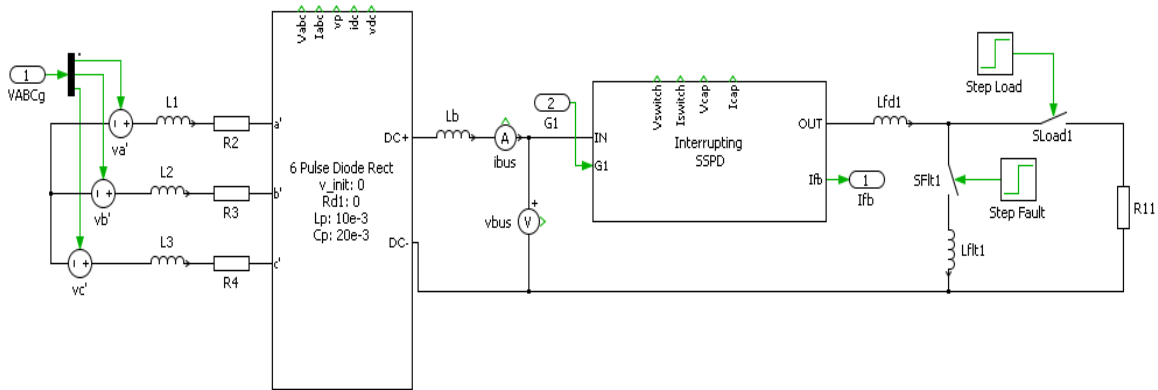 Vabc
Iabc
vp
idc
vdc
1
VABCg
va'
vb'
vc'
L1
R2
L2
R3
L3
R4
a'
b'
c'
6 Pulse Diode Rect
v_init: 0
Rd1: 0
Lp: 10e-3
Cp: 20e-3
DC+
DC-
Lb
A
ibus
V
vbus
2
G1
Vswitch
Iswitch
Vcap
Icap
IN
G1
Interrupting
SSPD
OUT
Ifb
1
Ifb
Lfd1
Step Load
SLoad1
SFlt1
Step Fault
Lflt1
R11